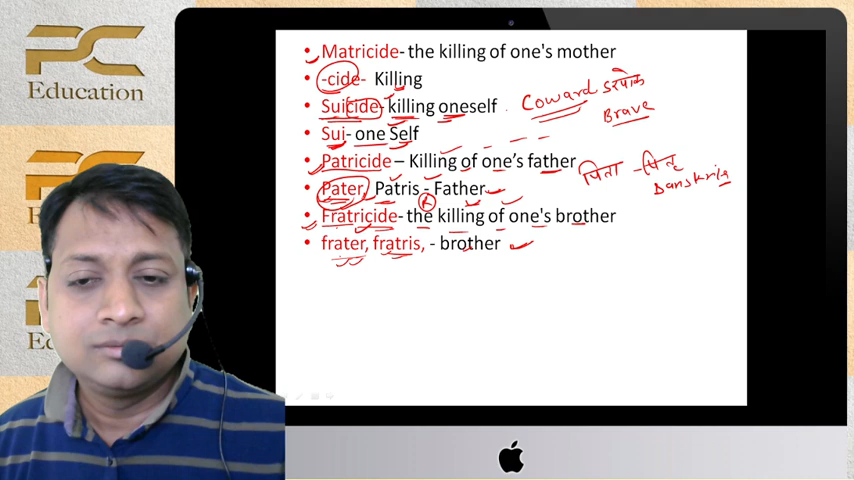 PC
Education
• Matricide- the killing of one's mother
• -cide- Killing
• Suicide- killing oneself
Coward डरपोक
Brave
• Sui- one Self
• Patricide – Killing of one's father
पिता - पितृ
Sanskrit
• Pater, Patris - Father
• Fratricide- the killing of one's brother
• frater, fratris, - brother